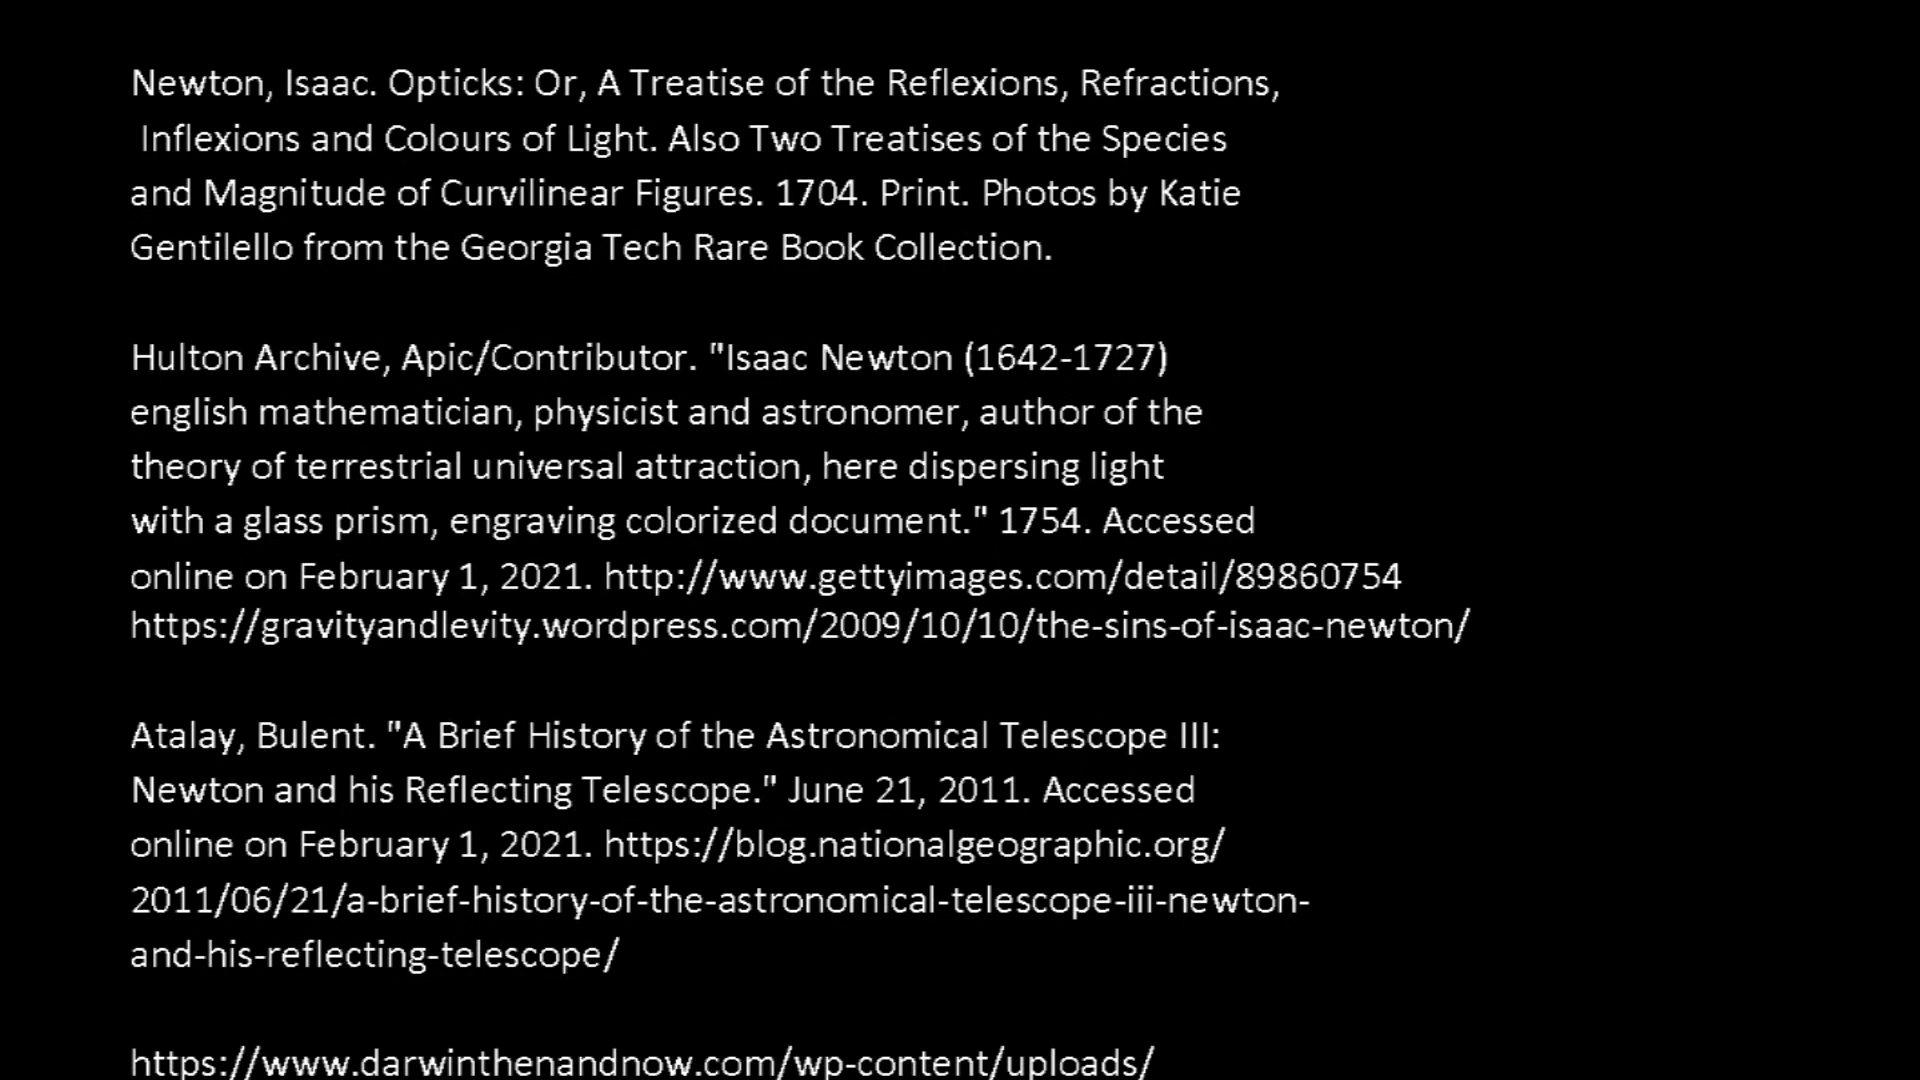 Newton, Isaac. Opticks: Or, A Treatise of the Reflexions, Refractions,
Inflexions and Colours of Light. Also Two Treatises of the Species
and Magnitude of Curvilinear Figures. 1704. Print. Photos by Katie
Gentilello from the Georgia Tech Rare Book Collection.
Hulton Archive, Apic/Contributor. "Isaac Newton (1642-1727)
english mathematician, physicist and astronomer, author of the
theory of terrestrial universal attraction, here dispersing light
with a glass prism, engraving colorized document." 1754. Accessed
online on February 1, 2021. http://www.gettyimages.com/detail/89860754
https://gravityandlevity.wordpress.com/2009/10/10/the-sins-of-isaac-newton/
Atalay, Bulent. "A Brief History of the Astronomical Telescope III:
Newton and his Reflecting Telescope." June 21, 2011. Accessed
online on February 1, 2021. https://blog.nationalgeographic.org/
2011/06/21/a-brief-history-of-the-astronomical-telescope-iii-newton-
and-his-reflecting-telescope/
https://www.darwinthenandnow.com/wp-content/uploads/